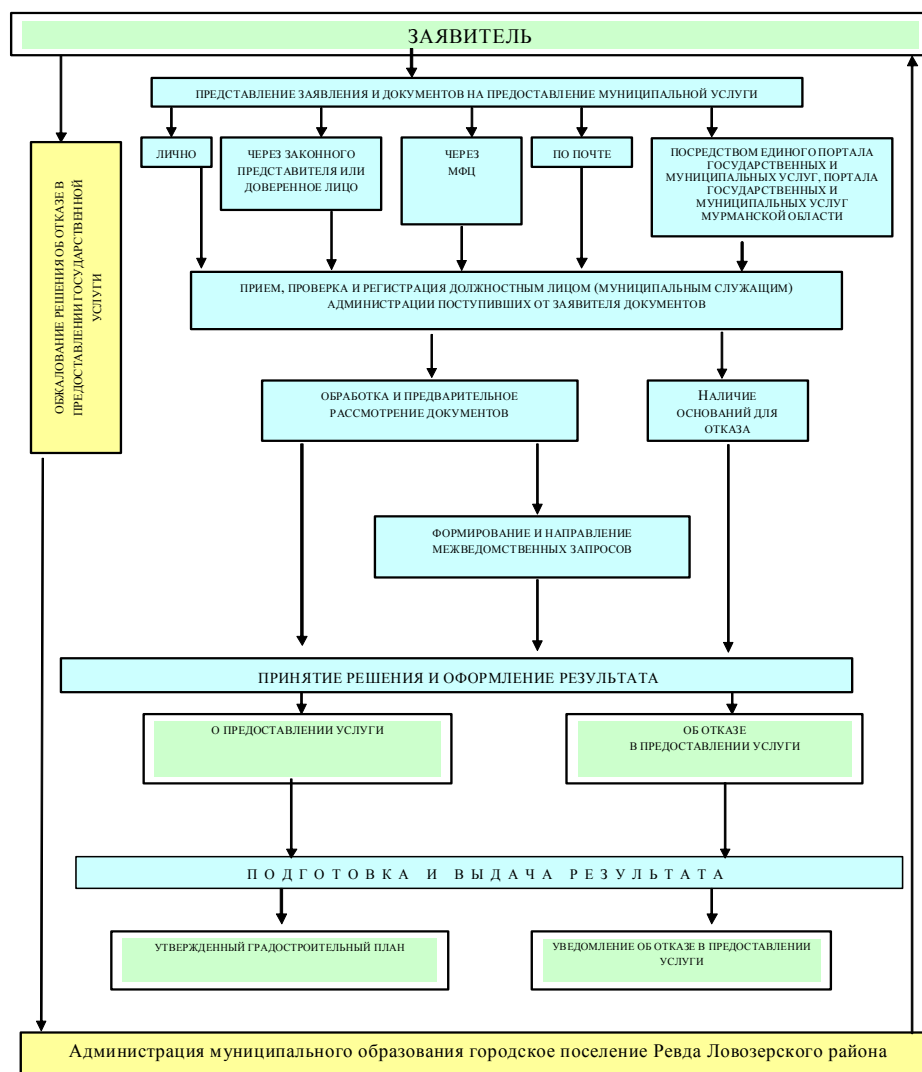 ЗАЯВИТЕЛЬ
ПРЕДСТАВЛЕНИЕ ЗАЯВЛЕНИЯ И ДОКУМЕНТОВ НА ПРЕДОСТАВЛЕНИЕ МУНИЦИПАЛЬНОЙ УСЛУГИ
ЛИЧНО
ЧЕРЕЗ ЗАКОННОГО
ПРЕДСТАВИТЕЛЯ ИЛИ
ДОВЕРЕННОЕ ЛИЦО
ЧЕРЕЗ
МФЦ
ПО ПОЧТЕ
ПОСРЕДСТВОМ ЕДИНОГО ПОРТАЛА
ГОСУДАРСТВЕННЫХ И
МУНИЦИПАЛЬНЫХ УСЛУГ, ПОРТАЛА
ГОСУДАРСТВЕННЫХ И
МУНИЦИПАЛЬНЫХ УСЛУГ
МУРМАНСКОЙ ОБЛАСТИ
ОБЖАЛОВАНИЕ РЕШЕНИЯ ОБ ОТКАЗЕ В
ПРЕДОСТАВЛЕНИИ ГОСУДАРСТВЕННОЙ
УСЛУГИ
ПРИЕМ, ПРОВЕРКА И РЕГИСТРАЦИЯ ДОЛЖНОСТНЫМ ЛИЦОМ (МУНИЦИПАЛЬНЫМ СЛУЖАЩИМ)
АДМИНИСТРАЦИИ ПОСТУПИВШИХ ОТ ЗАЯВИТЕЛЯ ДОКУМЕНТОВ
ОБРАБОТКА И ПРЕДВАРИТЕЛЬНОЕ
РАССМОТРЕНИЕ ДОКУМЕНТОВ
НАЛИЧИЕ
ОСНОВАНИЙ ДЛЯ
ОТКАЗА
ФОРМИРОВАНИЕ И НАПРАВЛЕНИЕ
МЕЖВЕДОМСТВЕННЫХ ЗАПРОСОВ
ПРИНЯТИЕ РЕШЕНИЯ И ОФОРМЛЕНИЕ РЕЗУЛЬТАТА
О ПРЕДОСТАВЛЕНИИ УСЛУГИ
ОБ ОТКАЗЕ
В ПРЕДОСТАВЛЕНИИ УСЛУГИ
ПОДГОТОВКА И ВЫДАЧА РЕЗУЛЬТАТА
УТВЕРЖДЕННЫЙ ГРАДОСТРОИТЕЛЬНЫЙ ПЛАН
УВЕДОМЛЕНИЕ ОБ ОТКАЗЕ В ПРЕДОСТАВЛЕНИИ
УСЛУГИ
Администрация муниципального образования городское поселение Ревда Ловозерского района